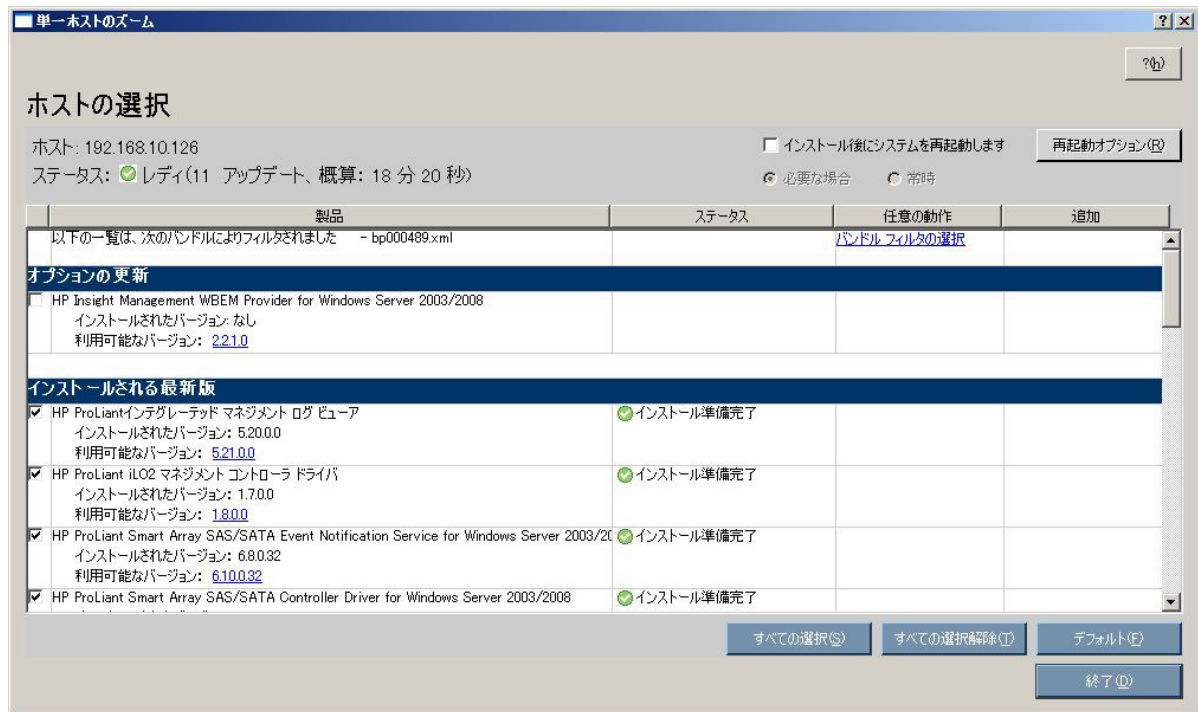 単一ホストのズーム
?(h)
ホストの選択
ホスト: 192.168.10.126
インストール後にシステムを再起動します
再起動オプション(R)
ステータス: レディ(11 アップデート、概算: 18 分 20 秒)
必要な場合 常時
製品 ステータス 任意の動作 追加
以下の一覧は、次のバンドルによりフィルタされました - bp000489.xml バンドル フィルタの選択
オプションの更新
HP Insight Management WBEM Provider for Windows Server 2003/2008
インストールされたバージョン: なし
利用可能なバージョン: 2.2.1.0
インストールされる最新版
HP ProLiantインテグレーテッド マネジメント ログ ビューア インストール準備完了
インストールされたバージョン: 5.20.0.0
利用可能なバージョン: 5.21.0.0
HP ProLiant iLO2 マネジメント コントローラ ドライバ インストール準備完了
インストールされたバージョン: 1.7.0.0
利用可能なバージョン: 1.8.0.0
HP ProLiant Smart Array SAS/SATA Event Notification Service for Windows Server 2003/20 インストール準備完了
インストールされたバージョン: 6.8.0.32
利用可能なバージョン: 6.10.0.32
HP ProLiant Smart Array SAS/SATA Controller Driver for Windows Server 2003/2008 インストール準備完了
すべての選択(S) すべての選択解除(T) デフォルト(F)
終了(D)